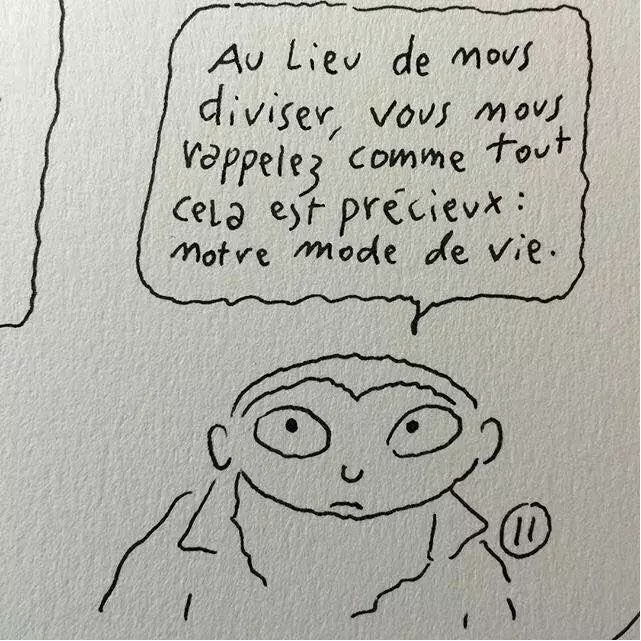 Au lieu de nous
diviser, vous nous
rappelez comme tout
cela est précieux :
notre mode de vie.
11